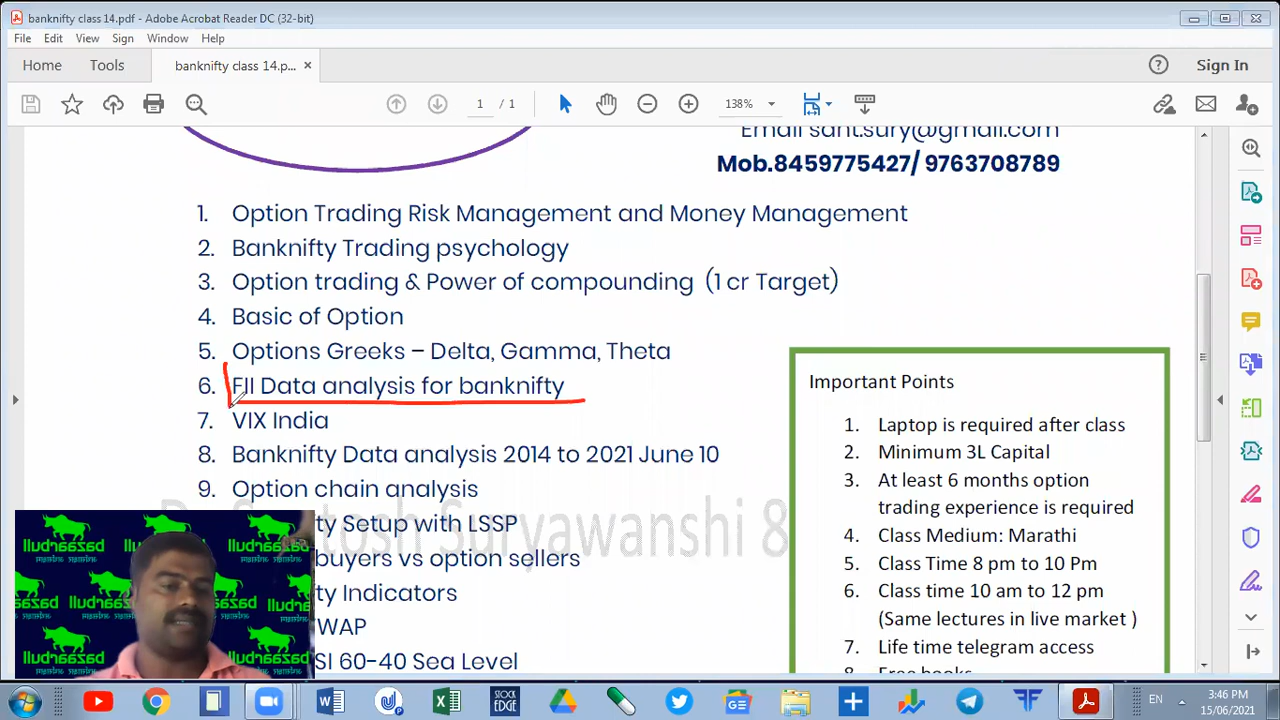 banknifty class 14.pdf - Adobe Acrobat Reader DC (32-bit)
File Edit View Sign Window Help
Home Tools banknifty class 14.p... × Sign In
1 / 1 138%
Email sant.sury@gmail.com
Mob.8459775427/ 9763708789
1. Option Trading Risk Management and Money Management
2. Banknifty Trading psychology
3. Option trading & Power of compounding (1 cr Target)
4. Basic of Option
5. Options Greeks – Delta, Gamma, Theta
6. FII Data analysis for banknifty
7. VIX India
8. Banknifty Data analysis 2014 to 2021 June 10
9. Option chain analysis
ty Setup with LSSP
buyers vs option sellers
ty Indicators
WAP
SI 60-40 Sea Level
Important Points
1. Laptop is required after class
2. Minimum 3L Capital
3. At least 6 months option
trading experience is required
4. Class Medium: Marathi
5. Class Time 8 pm to 10 Pm
6. Class time 10 am to 12 pm
(Same lectures in live market )
7. Life time telegram access
8. Free books
Suryawanshi 8
bazaarbull
STOCK EDGE
EN
3:46 PM
15/06/2021